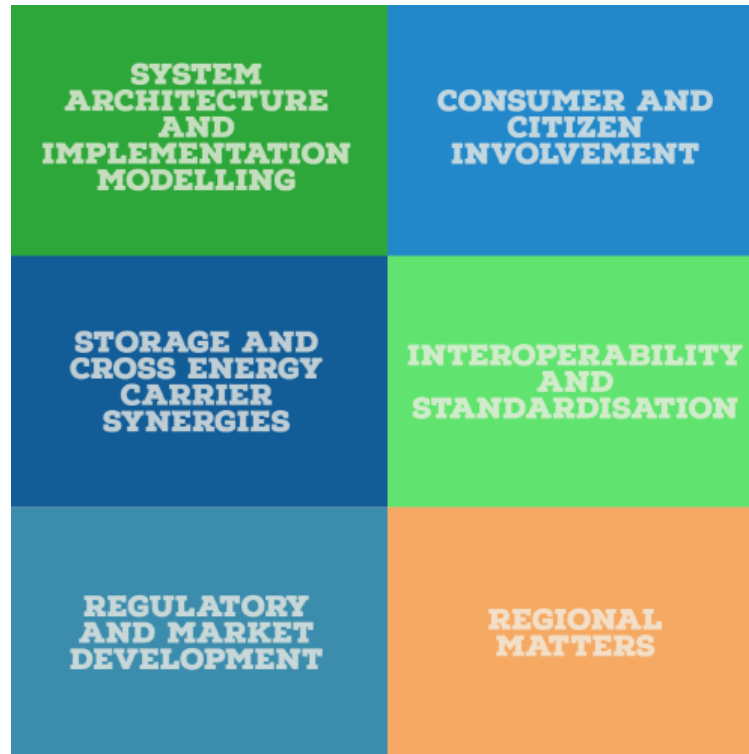 SYSTEM
ARCHITECTURE
AND
IMPLEMENTATION
MODELLING
CONSUMER AND
CITIZEN
INVOLVEMENT
STORAGE AND
CROSS ENERGY
CARRIER
SYNERGIES
INTEROPERABILITY
AND
STANDARDISATION
REGULATORY
AND MARKET
DEVELOPMENT
REGIONAL
MATTERS